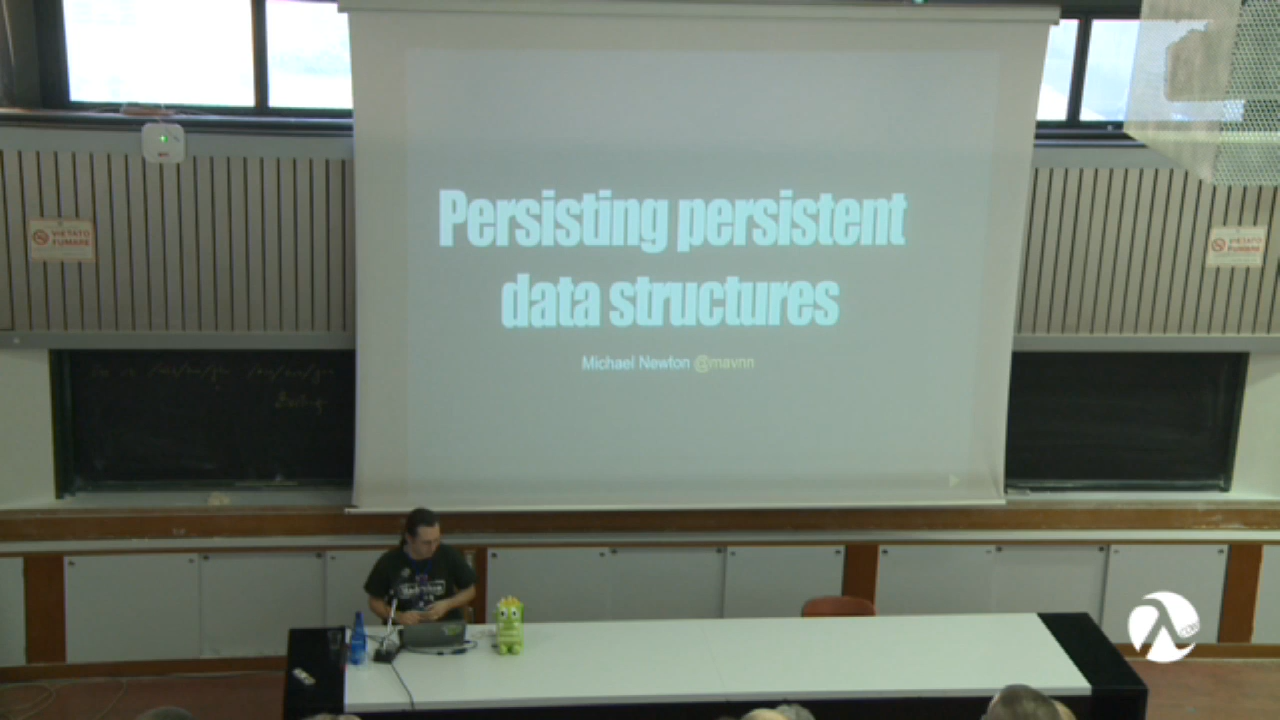 Persisting persistent
data structures
Michael Newton @mavnn
VIETATO
FUMARE
VIETATO
FUMARE